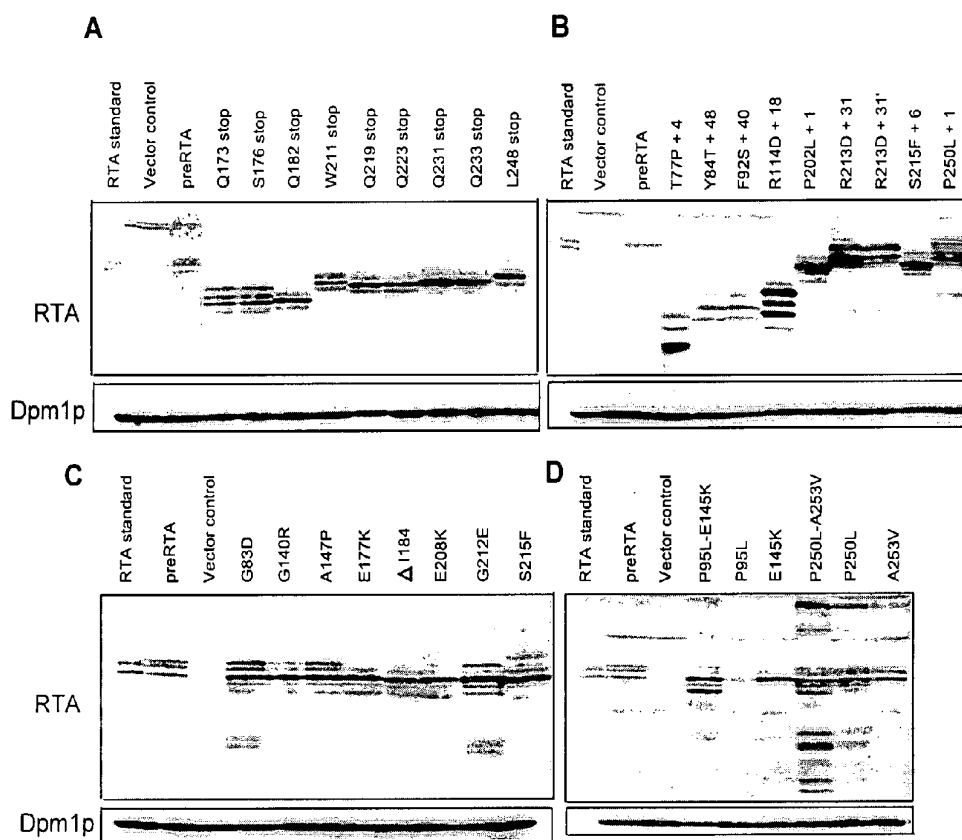 A
RTA standard
Vector control
preRTA
Q173 stop
S176 stop
Q182 stop
W211 stop
Q219 stop
Q223 stop
Q231 stop
Q233 stop
L248 stop
RTA
Dpm1p
B
RTA standard
Vector control
preRTA
T77P + 4
Y84T + 48
F92S + 40
R114D + 18
P202L + 1
R213D + 31
R213D + 31'
S215F + 6
P250L + 1
C
RTA standard
preRTA
Vector control
G83D
G140R
A147P
E177K
Δ I184
E208K
G212E
S215F
RTA
Dpm1p
D
RTA standard
preRTA
Vector control
P95L-E145K
P95L
E145K
P250L-A253V
P250L
A253V